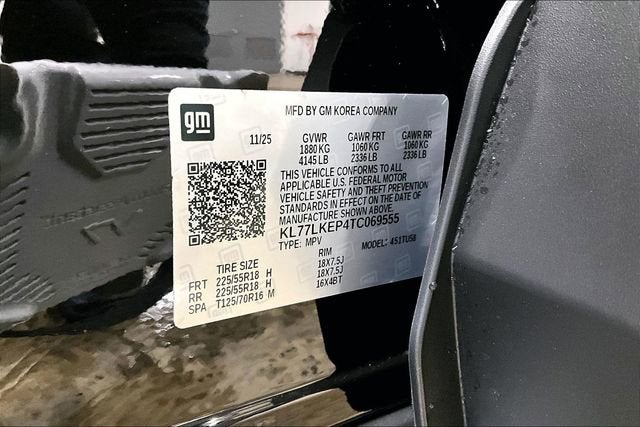 gm
MFD BY GM KOREA COMPANY
11/25 GVWR GAWR FRT GAWR RR
1880 KG 1060 KG 1060 KG
4145 LB 2336 LB 2336 LB
THIS VEHICLE CONFORMS TO ALL
APPLICABLE U.S. FEDERAL MOTOR
VEHICLE SAFETY AND THEFT PREVENTION
STANDARDS IN EFFECT ON THE DATE OF
MANUFACTURE SHOWN ABOVE.
KL77LKEP4TC069555
TYPE: MPV MODEL: 4S1TU58
TIRE SIZE RIM
FRT 225/55R18 H 18X7.5J
RR 225/55R18 H 18X7.5J
SPA T125/70R16 M 16X4BT